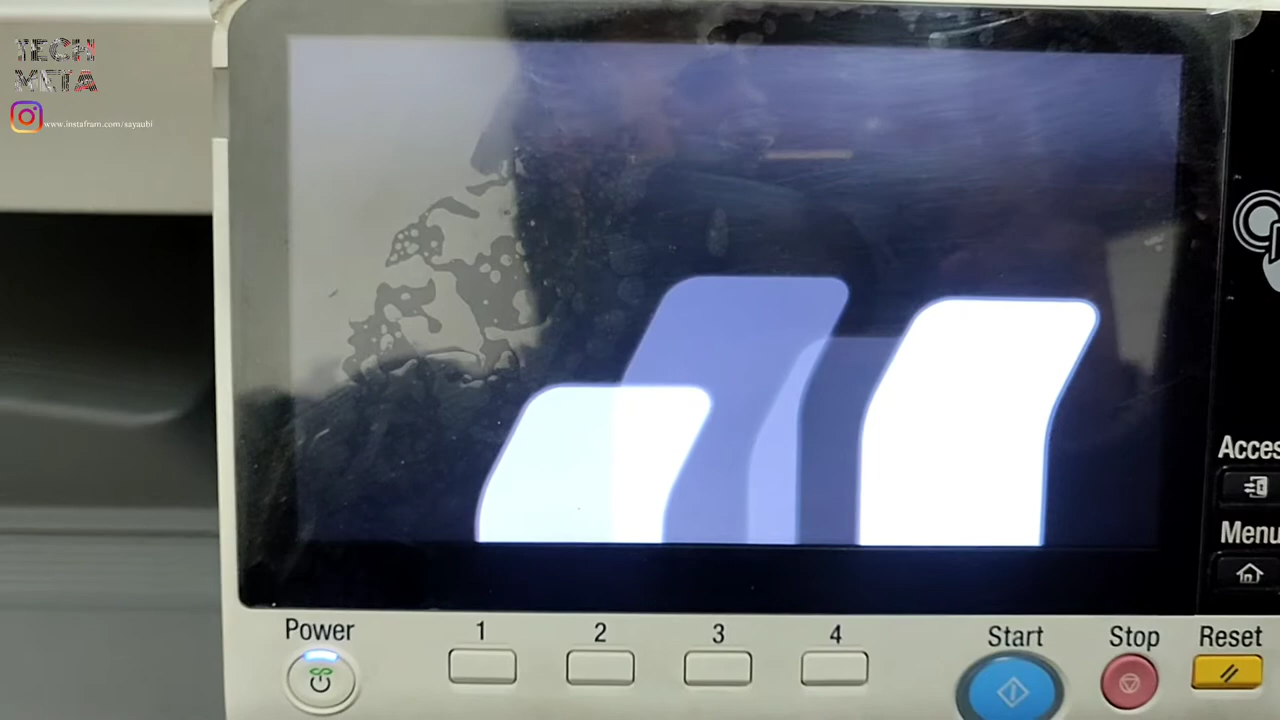 TECH
META
www.instafram.com/sayaubi
Acces
Menu
Power
1
2
3
4
Start
Stop
Reset